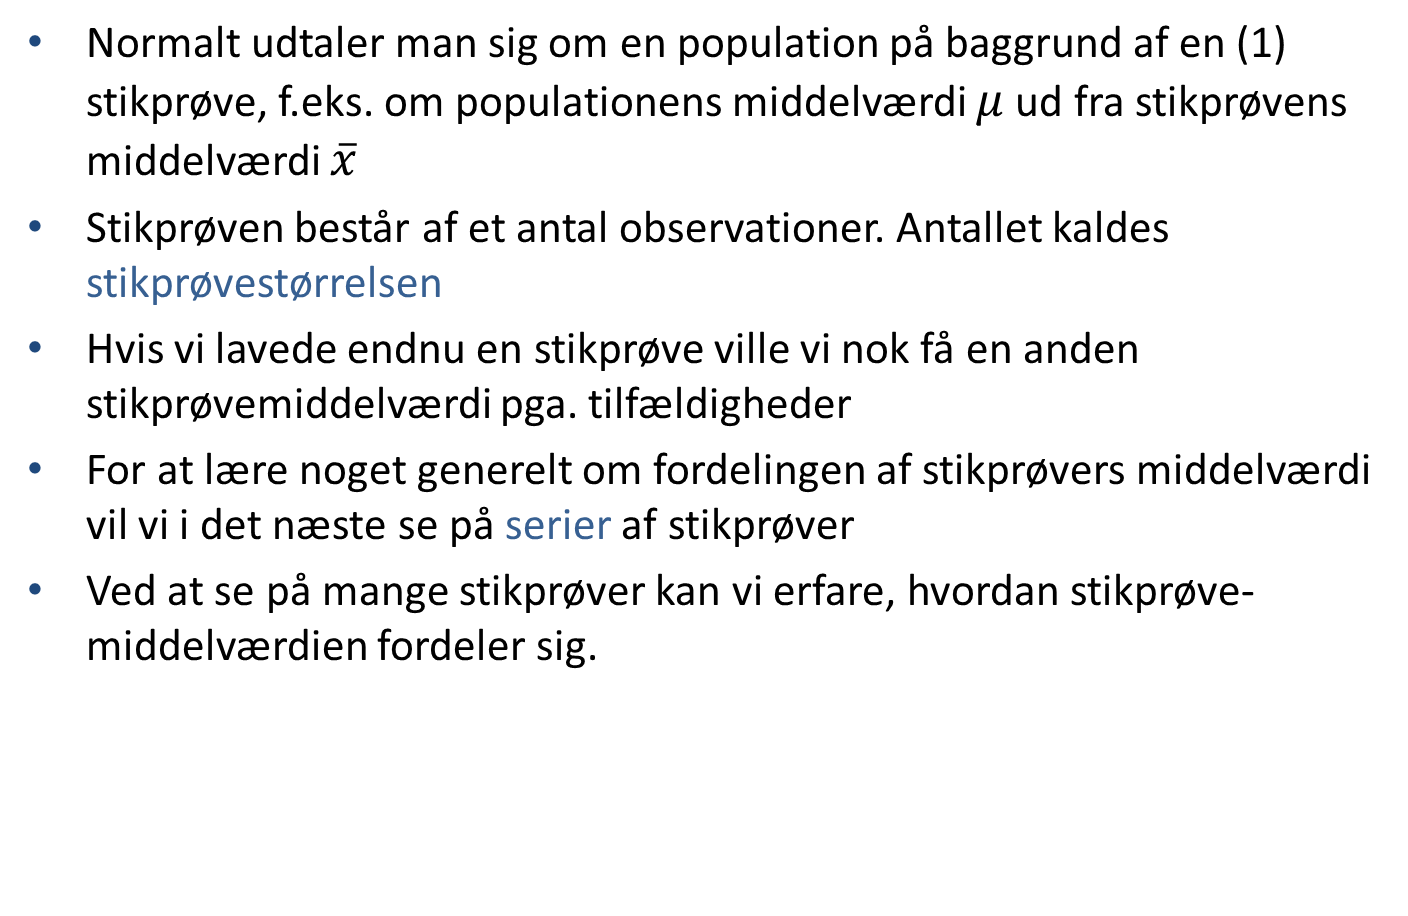 • Normalt udtaler man sig om en population på baggrund af en (1)
stikprøve, f.eks. om populationens middelværdi μ ud fra stikprøvens
middelværdi x̄
• Stikprøven består af et antal observationer. Antallet kaldes
stikprøvestørrelsen
• Hvis vi lavede endnu en stikprøve ville vi nok få en anden
stikprøvemiddelværdi pga. tilfældigheder
• For at lære noget generelt om fordelingen af stikprøvers middelværdi
vil vi i det næste se på serier af stikprøver
• Ved at se på mange stikprøver kan vi erfare, hvordan stikprøve-
middelværdien fordeler sig.